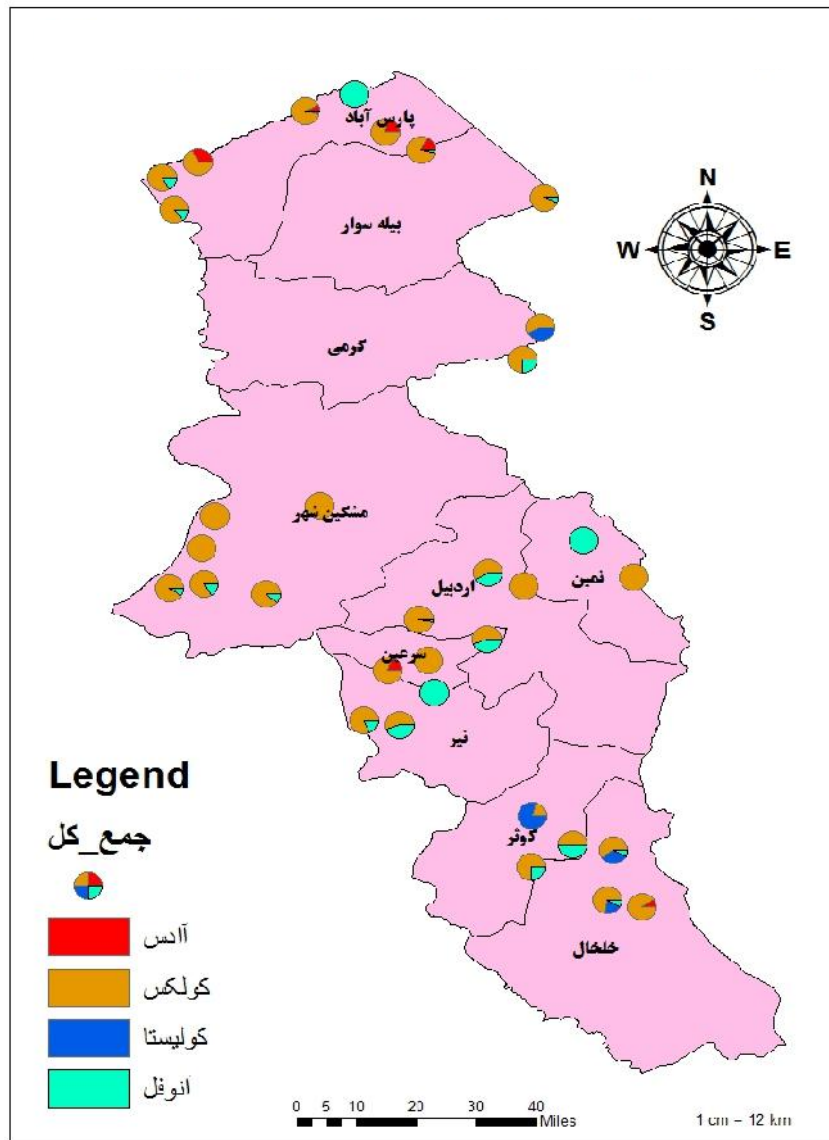 پارس آباد
بیله سوار
گرمی
مشکین شهر
اردبیل
نمین
سرعین
نیر
کوثر
خلخال
N
W
E
S
Legend
جمع_کل
آادس
کولکس
کولیستا
انوفل
0 5 10 20 30 40
Miles
1 cm = 12 km